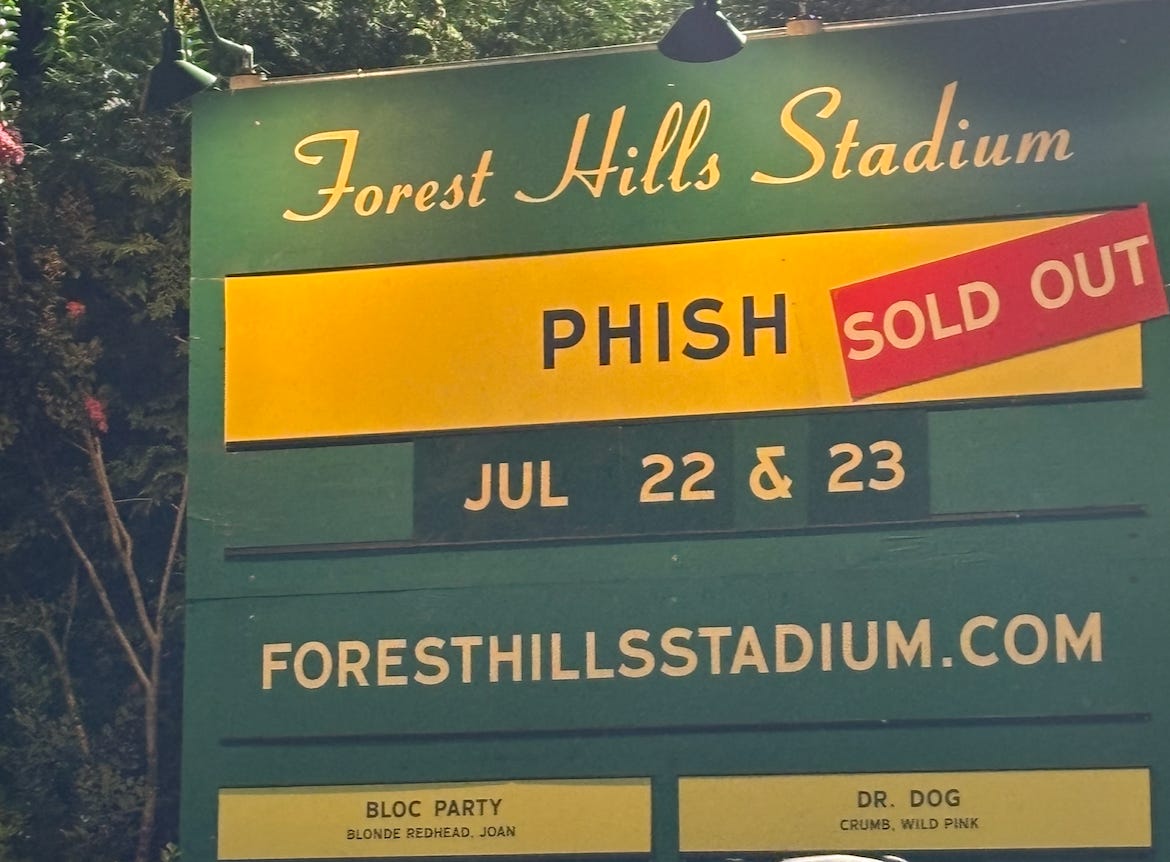 Forest Hills Stadium
PHISH SOLD OUT
JUL 22 & 23
FORESTHILLSSTADIUM.COM
BLOC PARTY
BLONDE REDHEAD, JOAN
DR. DOG
CRUMB, WILD PINK